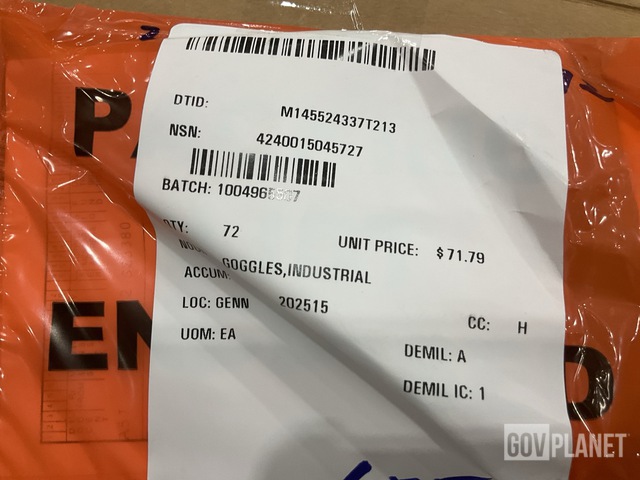 DTID: M145524337T213
NSN: 4240015045727
BATCH:
QTY: 72 UNIT PRICE: $71.79
GOGGLES,INDUSTRIAL
ACCUM:
LOC: GENN 202515
CC: H
UOM: EA
DEMIL: A
DEMIL IC: 1
GOVPLANET